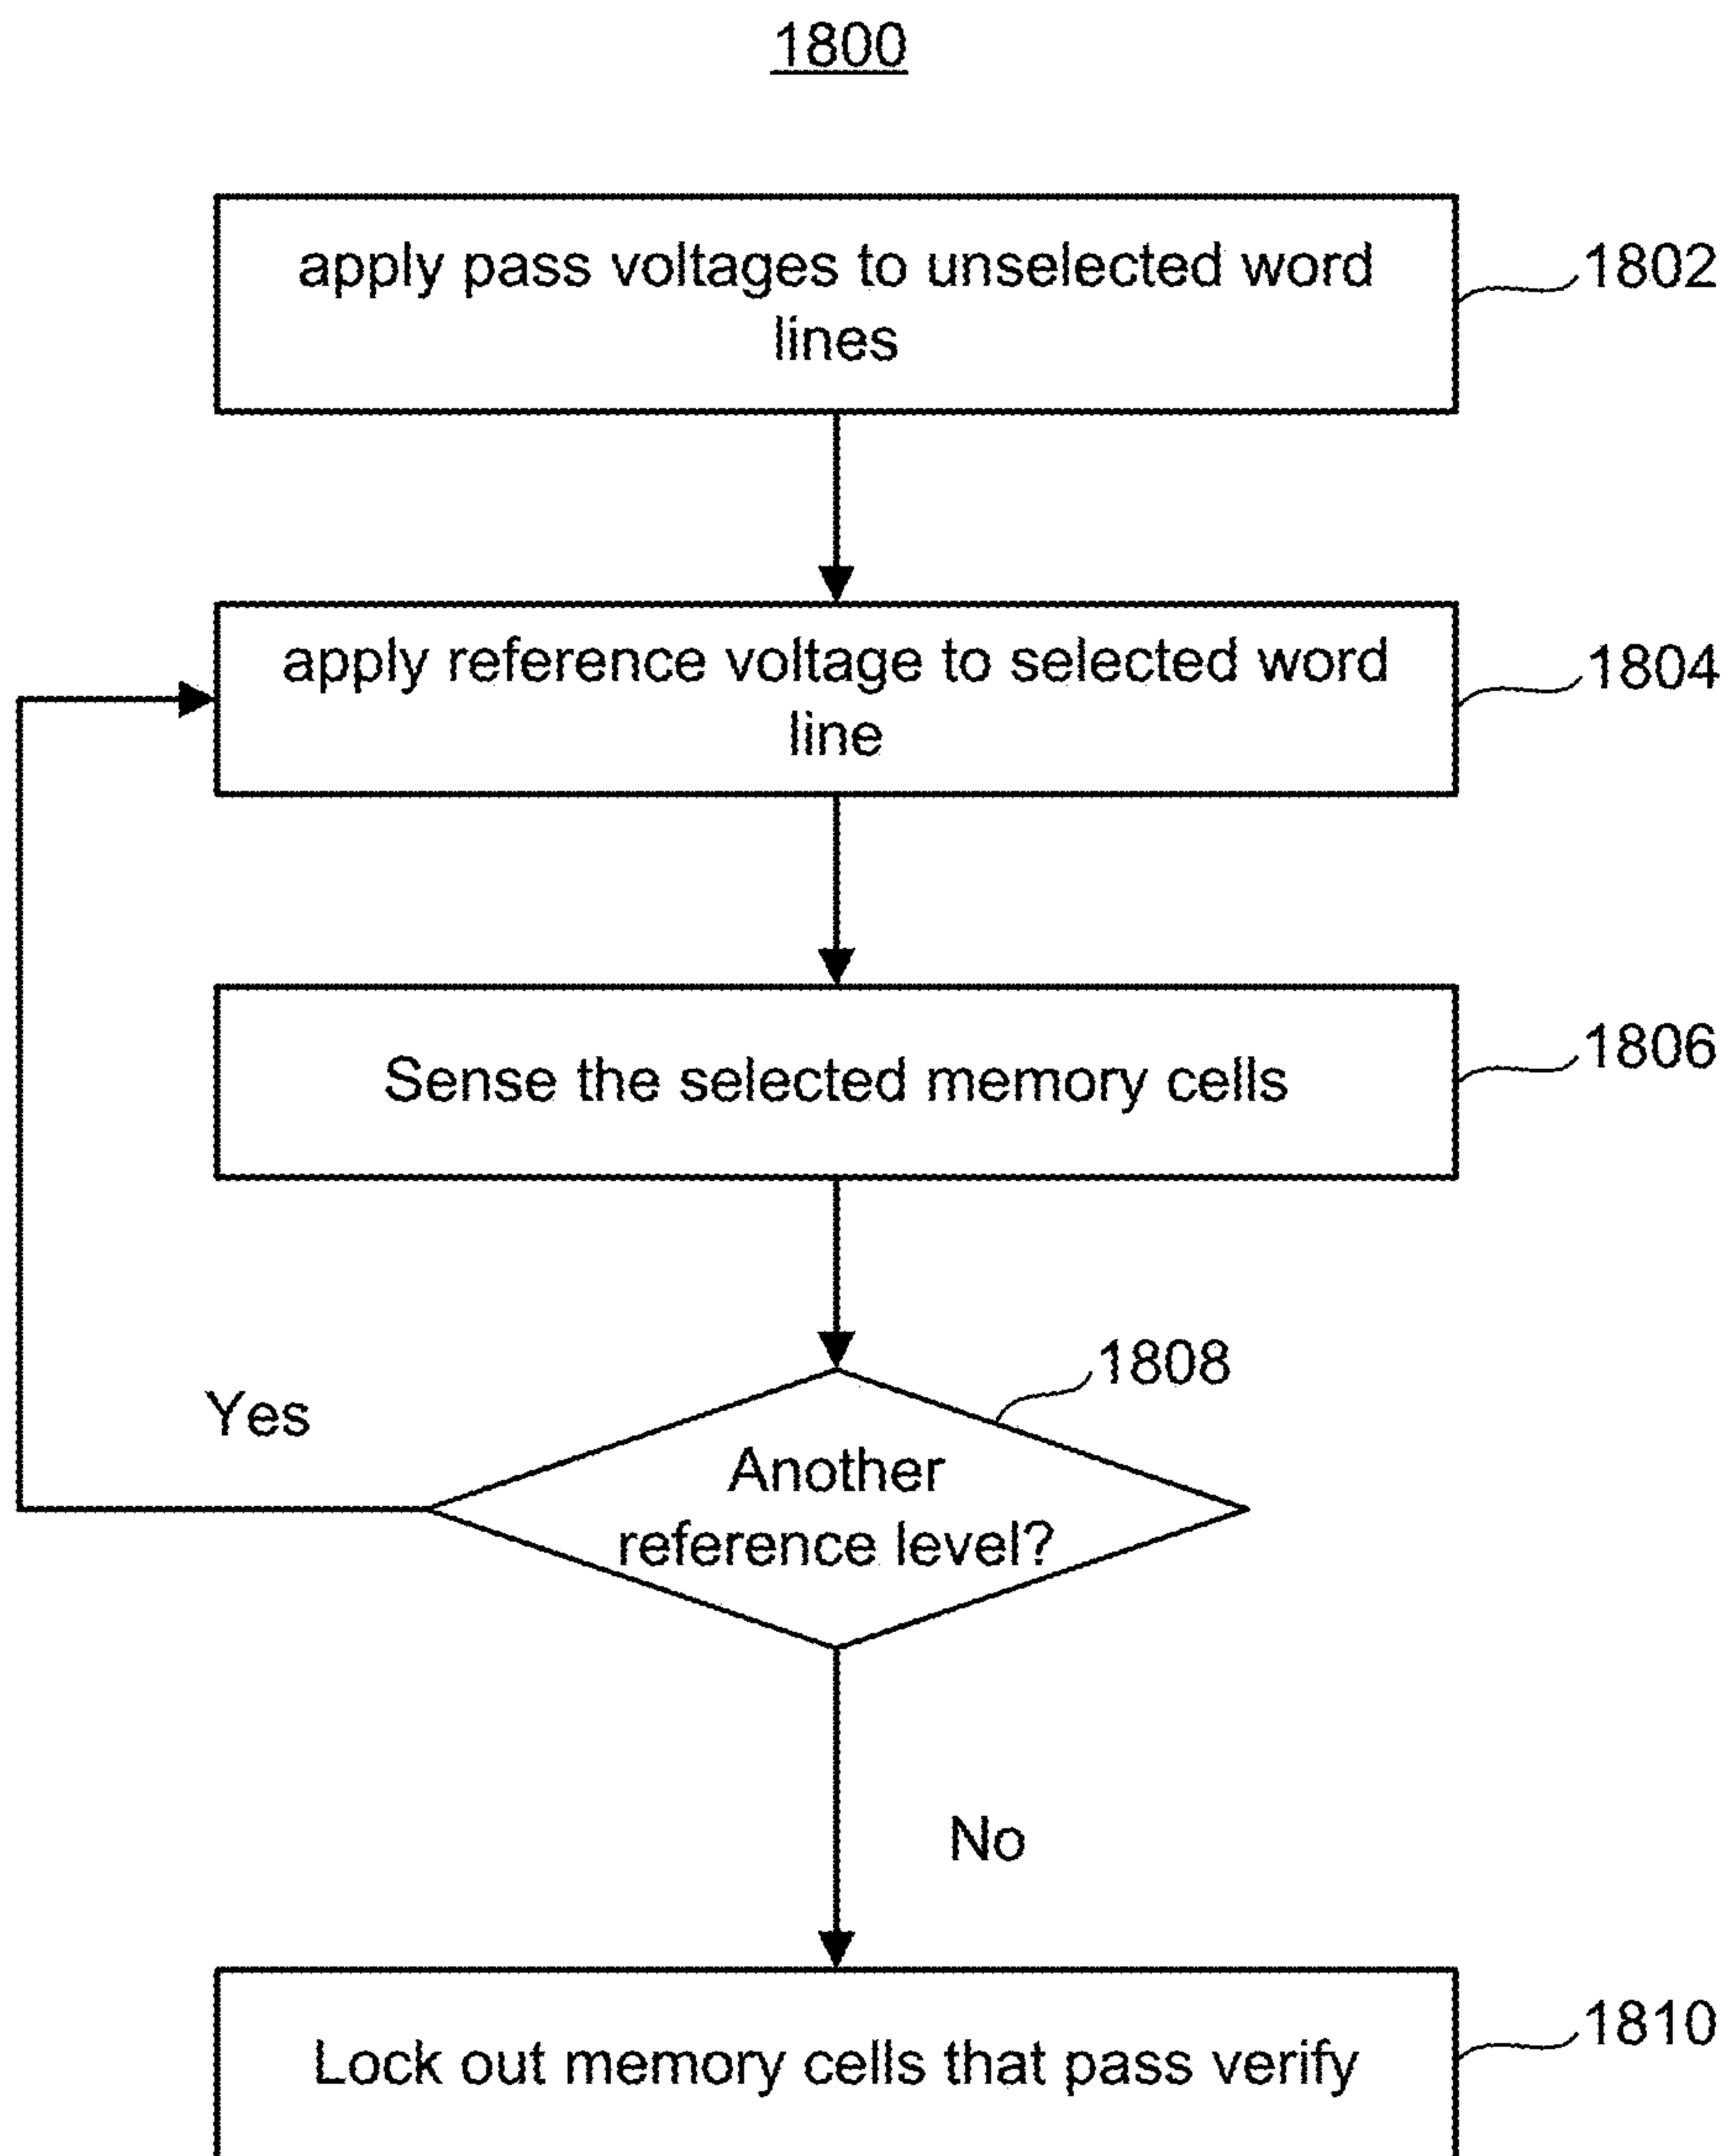 1800
apply pass voltages to unselected word
lines
1802
apply reference voltage to selected word
line
1804
Sense the selected memory cells
1806
1808
Yes
Another
reference level?
No
Lock out memory cells that pass verify
1810